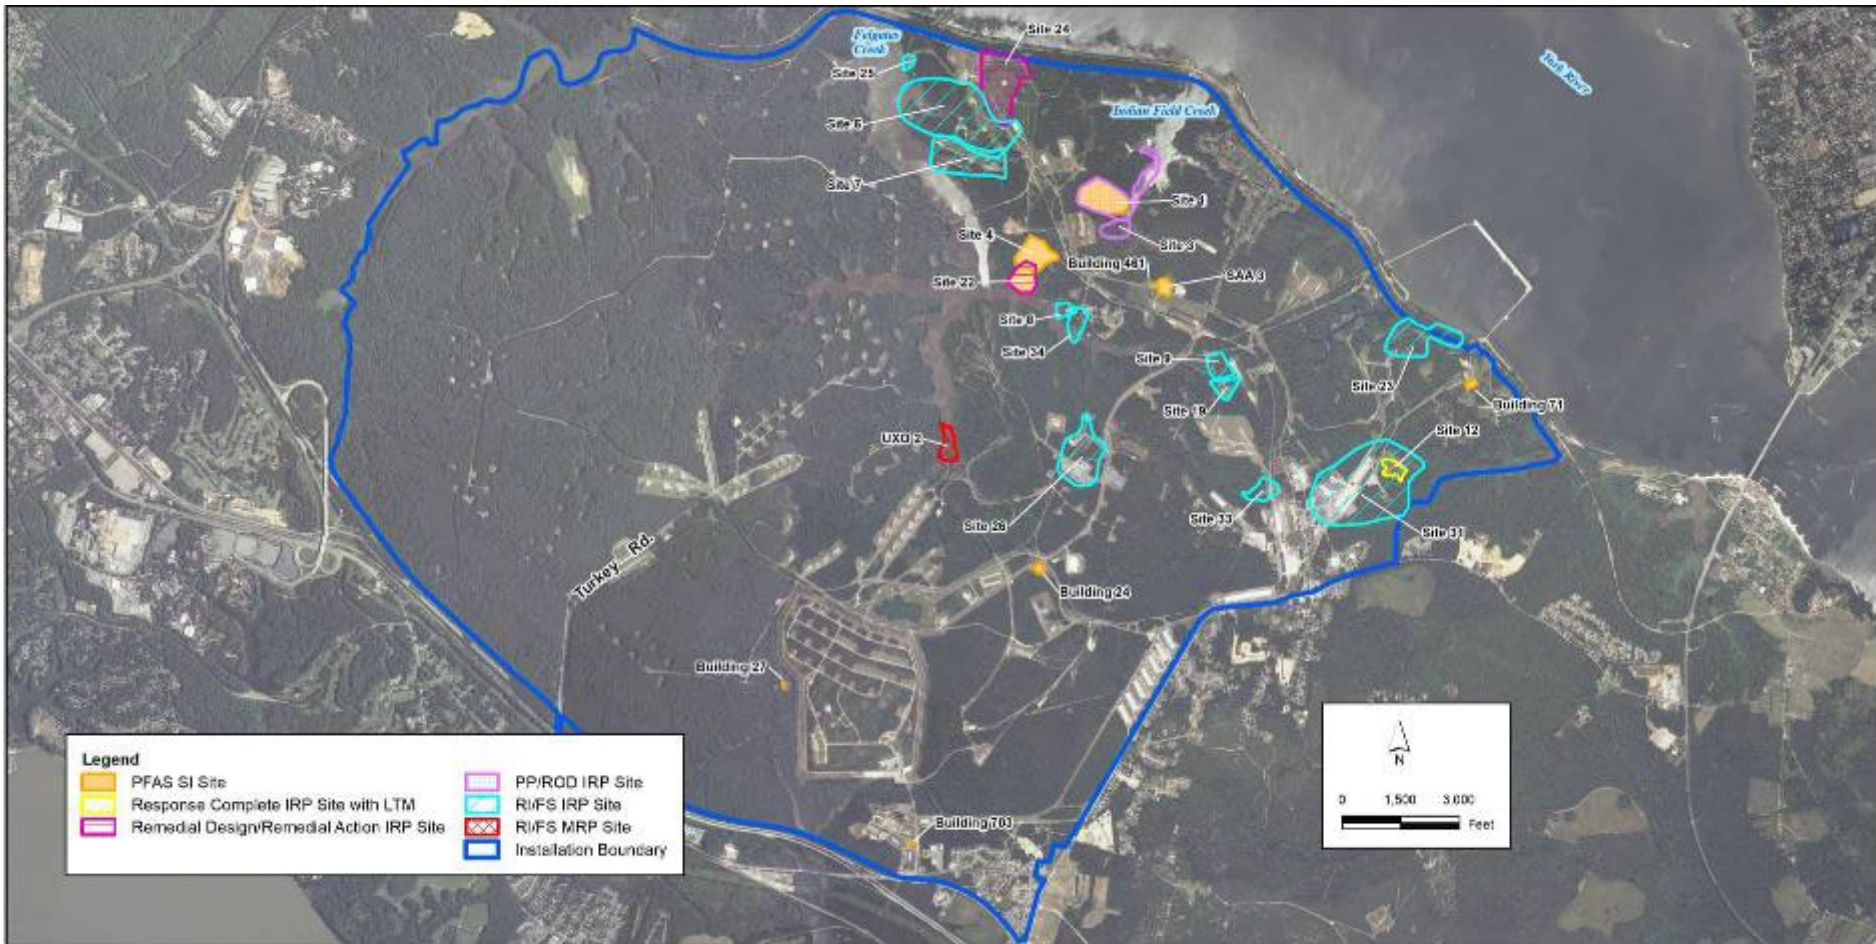 Site 24
Felgates
Creek
York River
Site 25
Indian Field Creek
Site 6
Site 7
Site 1
Site 4
Site 3
Building 461
SAA 3
Site 22
Site 8
Site 34
Site 9
Site 23
Site 19
Building 71
Site 12
UXO 2
Site 33
Site 31
Turkey Rd.
Building 24
Building 27
Building 703
Legend
PFAS SI Site
Response Complete IRP Site with LTM
Remedial Design/Remedial Action IRP Site
PP/ROD IRP Site
RI/FS IRP Site
RI/FS MRP Site
Installation Boundary
N
0 1,500 3,000
Feet